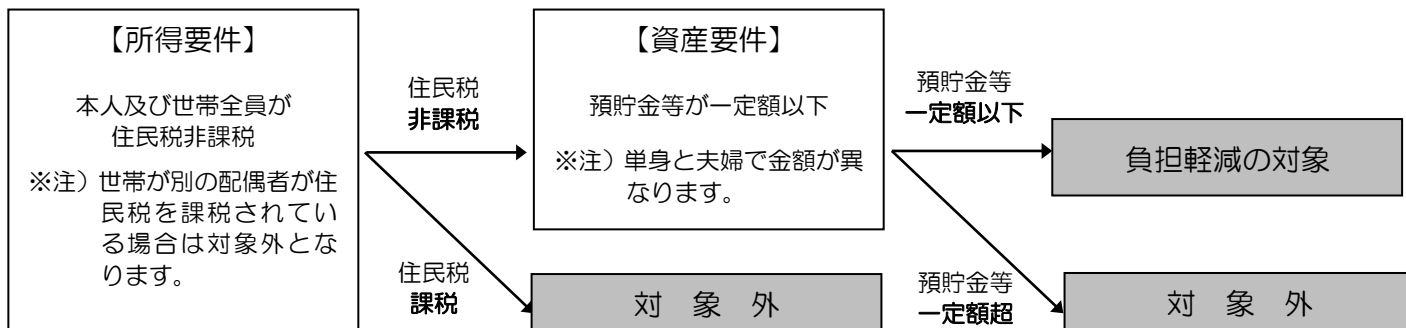 【所得要件】
本人及び世帯全員が
住民税非課税
※注）世帯が別の配偶者が住
民税を課税されてい
る場合は対象外とな
ります。
住民税
非課税
住民税
課税
【資産要件】
預貯金等が一定額以下
※注）単身と夫婦で金額が異
なります。
対　象　外
預貯金等
一定額以下
預貯金等
一定額超
負担軽減の対象
対　象　外